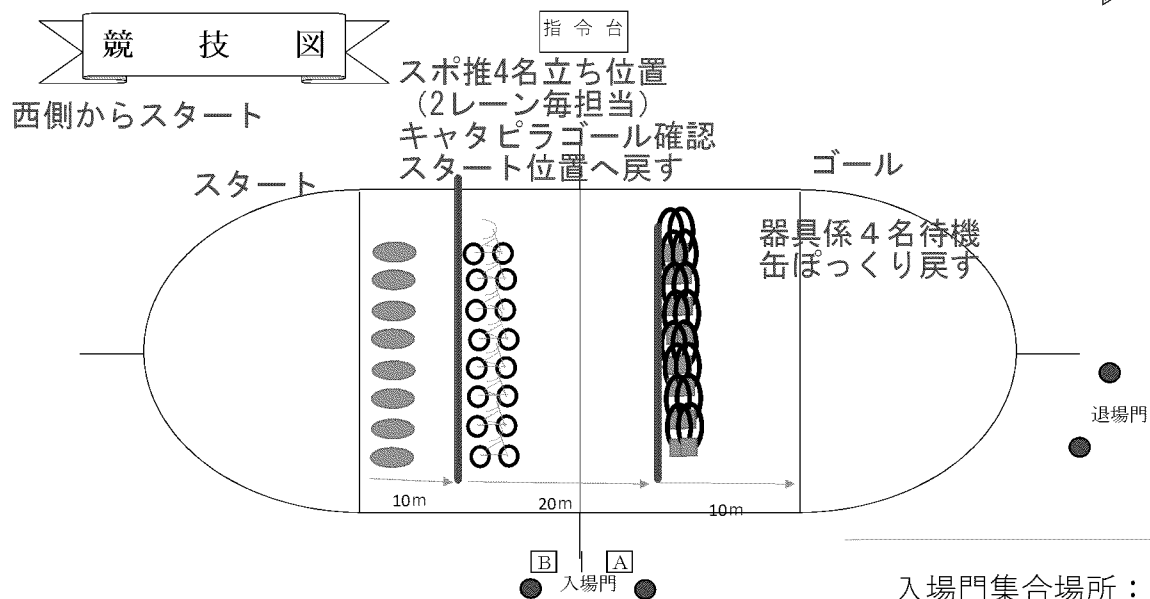 競技図
指令台
西側からスタート
スポ推4名立ち位置
（2レーン毎担当）
キャタピラゴール確認
スタート位置へ戻す
スタート
ゴール
器具係４名待機
缶ぽっくり戻す
退場門
10m
20m
10m
B
A
入場門
入場門集合場所：